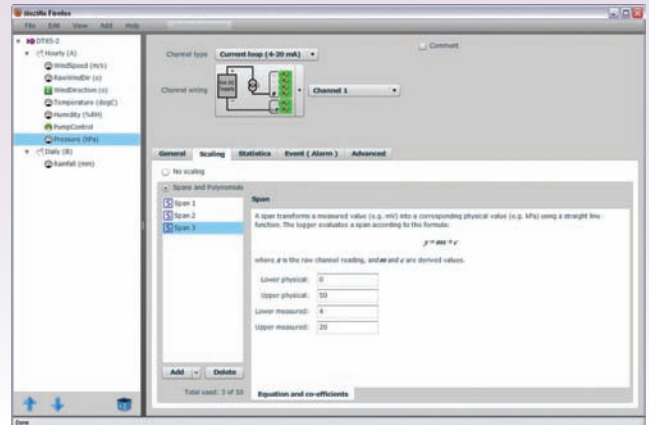 Mozilla Firefox
File Edit View Add Help
DT85-2
Hourly (A)
WindSpeed (m/s)
RawWindDir (o)
WindDirection (o)
Temperature (degC)
Humidity (%RH)
PumpControl
Pressure (hPa)
Daily (B)
Rainfall (mm)
Channel type Current loop (4-20 mA)
Comment
Channel wiring
Channel 1
General Scaling Statistics Event ( Alarm ) Advanced
No scaling
Spans and Polynomials
Span 1
Span 2
Span 3
Add Delete
Total used: 3 of 50
Span
A span transforms a measured value (e.g. mV) into a corresponding physical value (e.g. kPa) using a straight line
function. The logger evaluates a span according to the formula:
y = mx + c
where x is the raw channel reading, and m and c are derived values.
Lower physical: 0
Upper physical: 50
Lower measured: 4
Upper measured: 20
Equation and co-efficients
Done